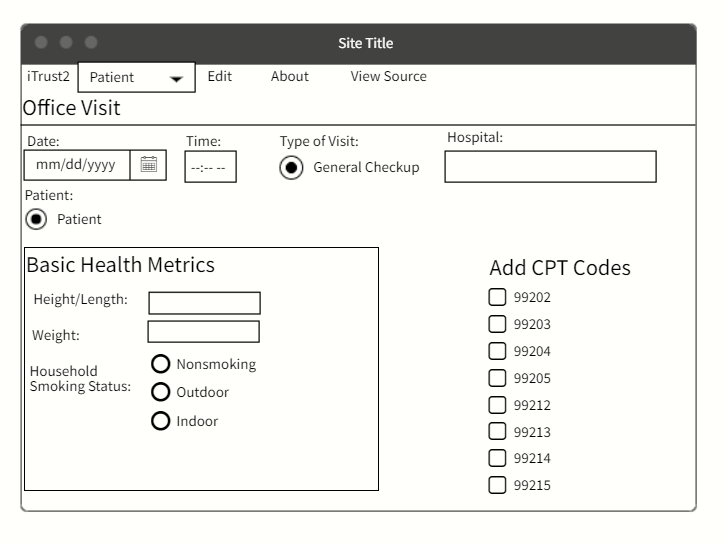 Site Title
iTrust2 Patient Edit About View Source
Office Visit
Date: Time: Type of Visit: Hospital:
mm/dd/yyyy --:-- -- General Checkup
Patient:
Patient
Basic Health Metrics
Height/Length:
Weight:
Household
Smoking Status:
Nonsmoking
Outdoor
Indoor
Add CPT Codes
99202
99203
99204
99205
99212
99213
99214
99215